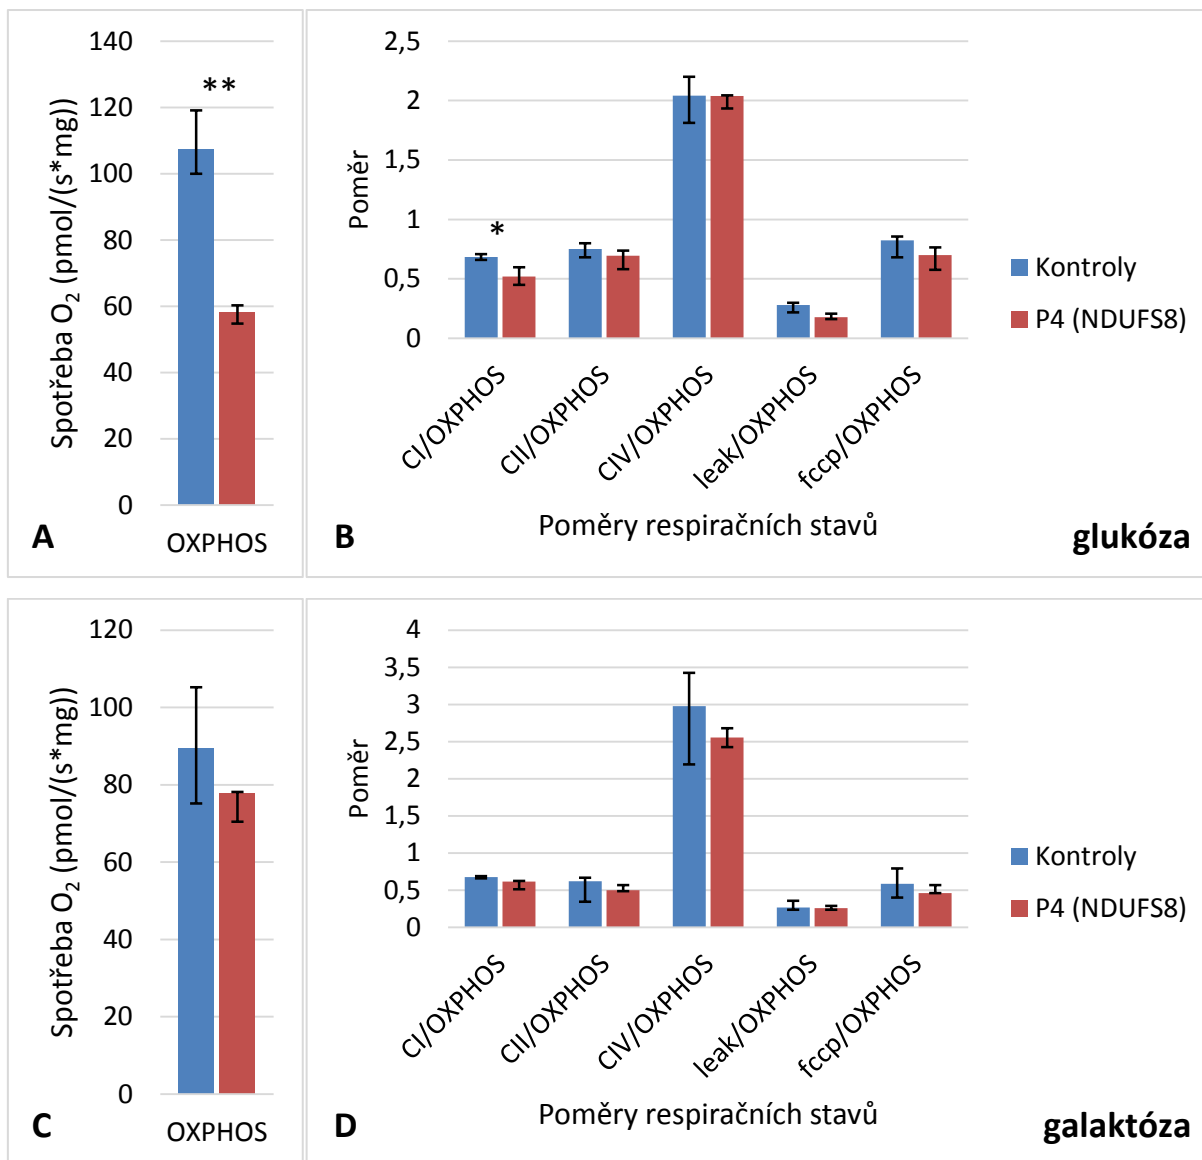 140
120
100
80
60
40
20
0
Spotřeba O₂ (pmol/(s*mg))
**
OXPHOS
A
2,5
2
1,5
1
0,5
0
Poměr
*
CI/OXPHOS
CII/OXPHOS
CIV/OXPHOS
leak/OXPHOS
fccp/OXPHOS
Poměry respiračních stavů
Kontroly
P4 (NDUFS8)
B
glukóza
120
100
80
60
40
20
0
Spotřeba O₂ (pmol/(s*mg))
OXPHOS
C
4
3,5
3
2,5
2
1,5
1
0,5
0
Poměr
CI/OXPHOS
CII/OXPHOS
CIV/OXPHOS
leak/OXPHOS
fccp/OXPHOS
Poměry respiračních stavů
Kontroly
P4 (NDUFS8)
D
galaktóza